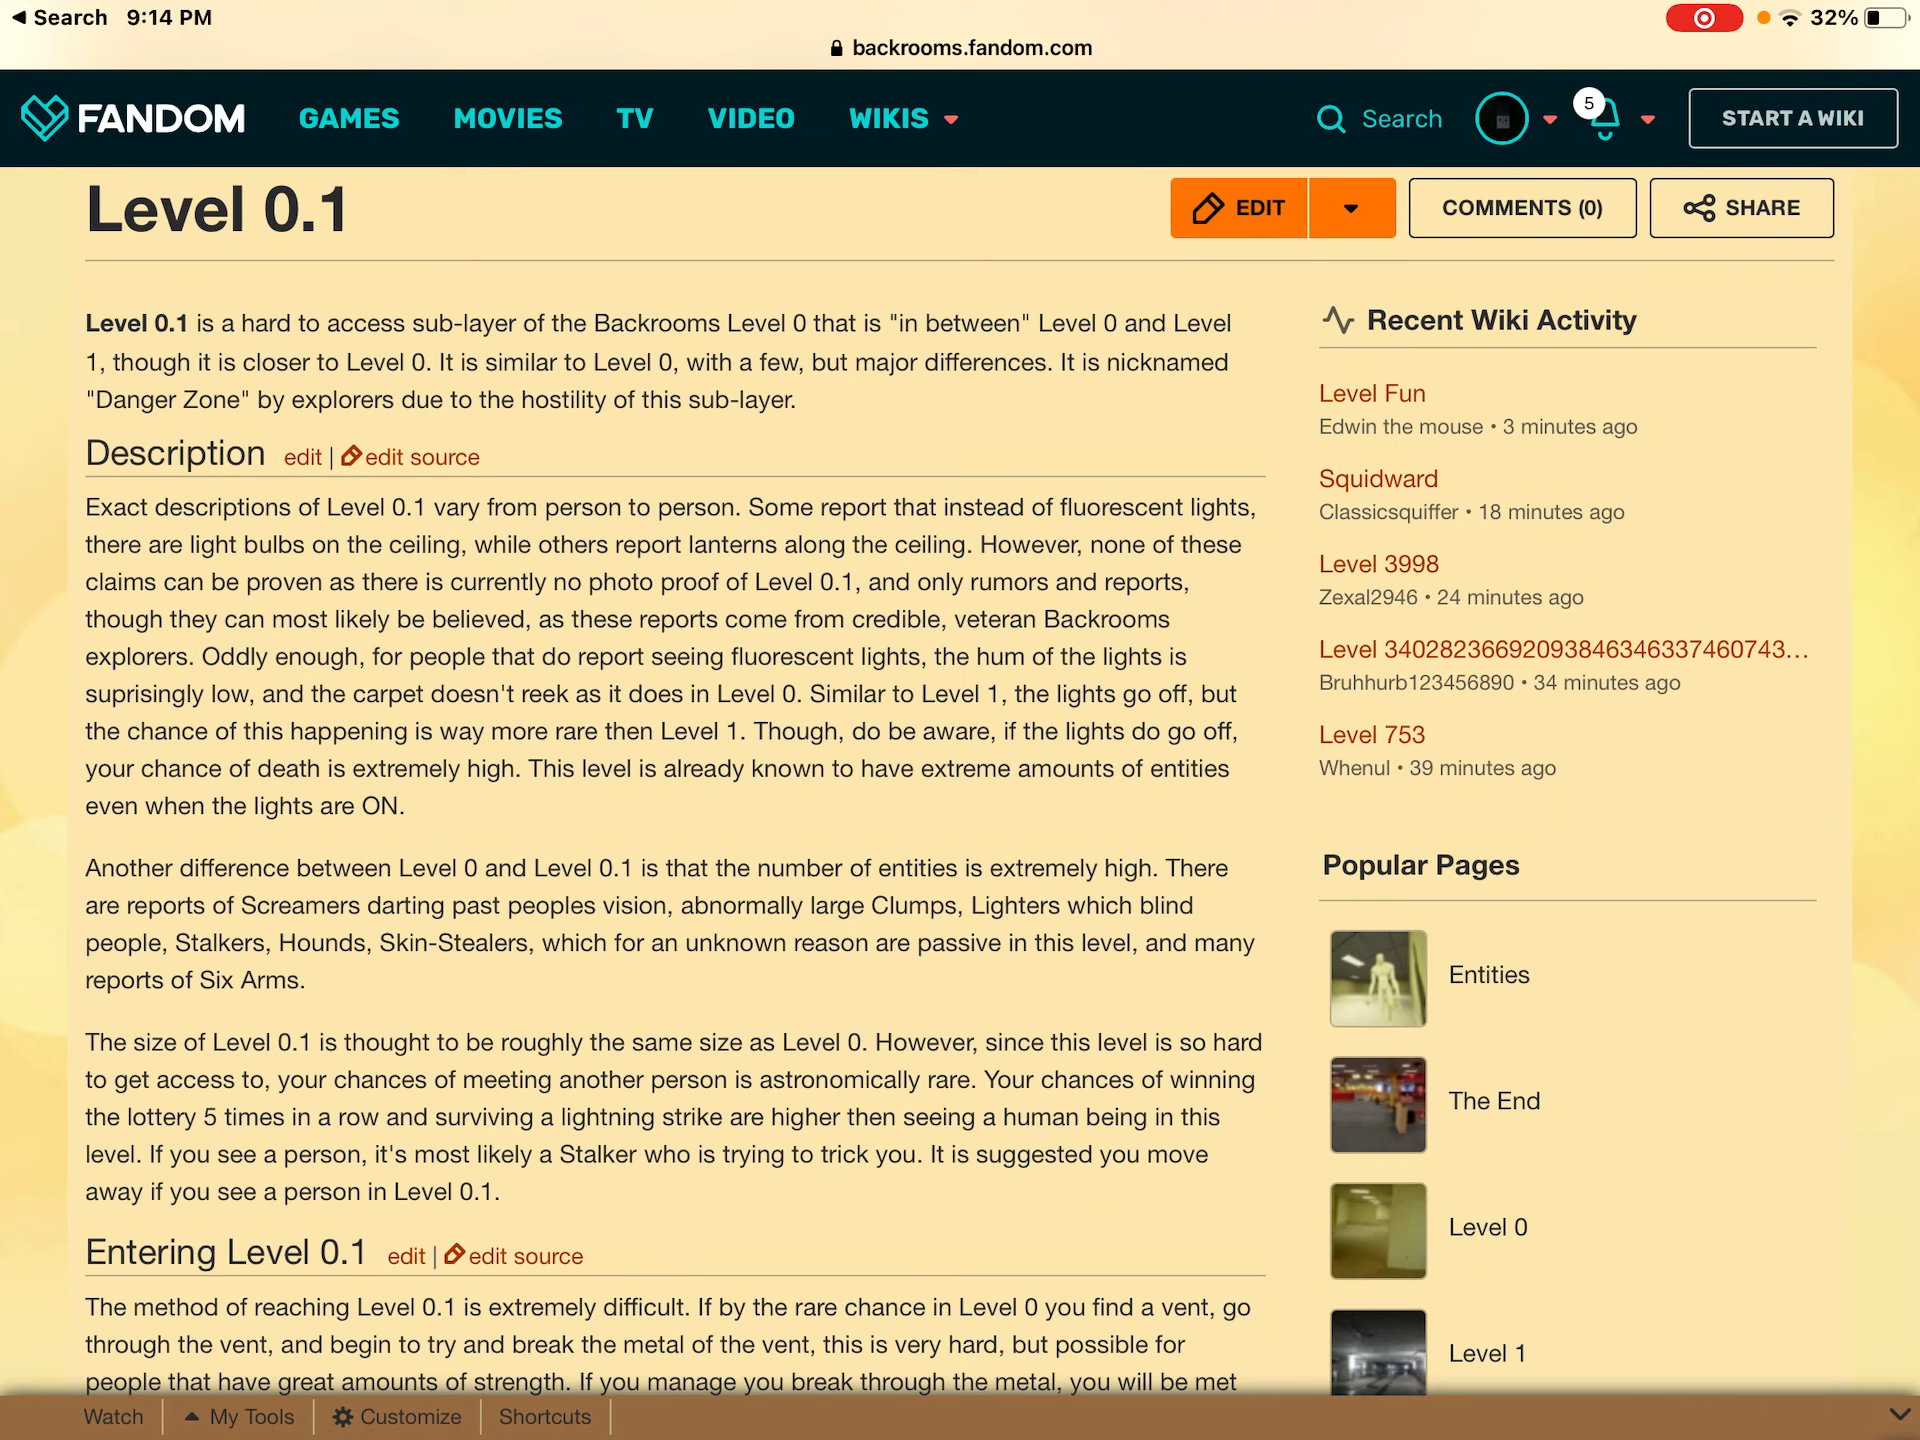 Search 9:14 PM
32%
backrooms.fandom.com
FANDOM GAMES MOVIES TV VIDEO WIKIS Search 5 START A WIKI
Level 0.1
EDIT COMMENTS (0) SHARE
Level 0.1 is a hard to access sub-layer of the Backrooms Level 0 that is "in between" Level 0 and Level
1, though it is closer to Level 0. It is similar to Level 0, with a few, but major differences. It is nicknamed
"Danger Zone" by explorers due to the hostility of this sub-layer.
Description edit | edit source
Exact descriptions of Level 0.1 vary from person to person. Some report that instead of fluorescent lights,
there are light bulbs on the ceiling, while others report lanterns along the ceiling. However, none of these
claims can be proven as there is currently no photo proof of Level 0.1, and only rumors and reports,
though they can most likely be believed, as these reports come from credible, veteran Backrooms
explorers. Oddly enough, for people that do report seeing fluorescent lights, the hum of the lights is
suprisingly low, and the carpet doesn't reek as it does in Level 0. Similar to Level 1, the lights go off, but
the chance of this happening is way more rare then Level 1. Though, do be aware, if the lights do go off,
your chance of death is extremely high. This level is already known to have extreme amounts of entities
even when the lights are ON.
Another difference between Level 0 and Level 0.1 is that the number of entities is extremely high. There
are reports of Screamers darting past peoples vision, abnormally large Clumps, Lighters which blind
people, Stalkers, Hounds, Skin-Stealers, which for an unknown reason are passive in this level, and many
reports of Six Arms.
The size of Level 0.1 is thought to be roughly the same size as Level 0. However, since this level is so hard
to get access to, your chances of meeting another person is astronomically rare. Your chances of winning
the lottery 5 times in a row and surviving a lightning strike are higher then seeing a human being in this
level. If you see a person, it's most likely a Stalker who is trying to trick you. It is suggested you move
away if you see a person in Level 0.1.
Entering Level 0.1 edit | edit source
The method of reaching Level 0.1 is extremely difficult. If by the rare chance in Level 0 you find a vent, go
through the vent, and begin to try and break the metal of the vent, this is very hard, but possible for
people that have great amounts of strength. If you manage you break through the metal, you will be met
Recent Wiki Activity
Level Fun
Edwin the mouse • 3 minutes ago
Squidward
Classicsquiffer • 18 minutes ago
Level 3998
Zexal2946 • 24 minutes ago
Level 340282366920938463463374607 43...
Bruhhurb123456890 • 34 minutes ago
Level 753
Whenul • 39 minutes ago
Popular Pages
Entities
The End
Level 0
Level 1
Watch My Tools Customize Shortcuts